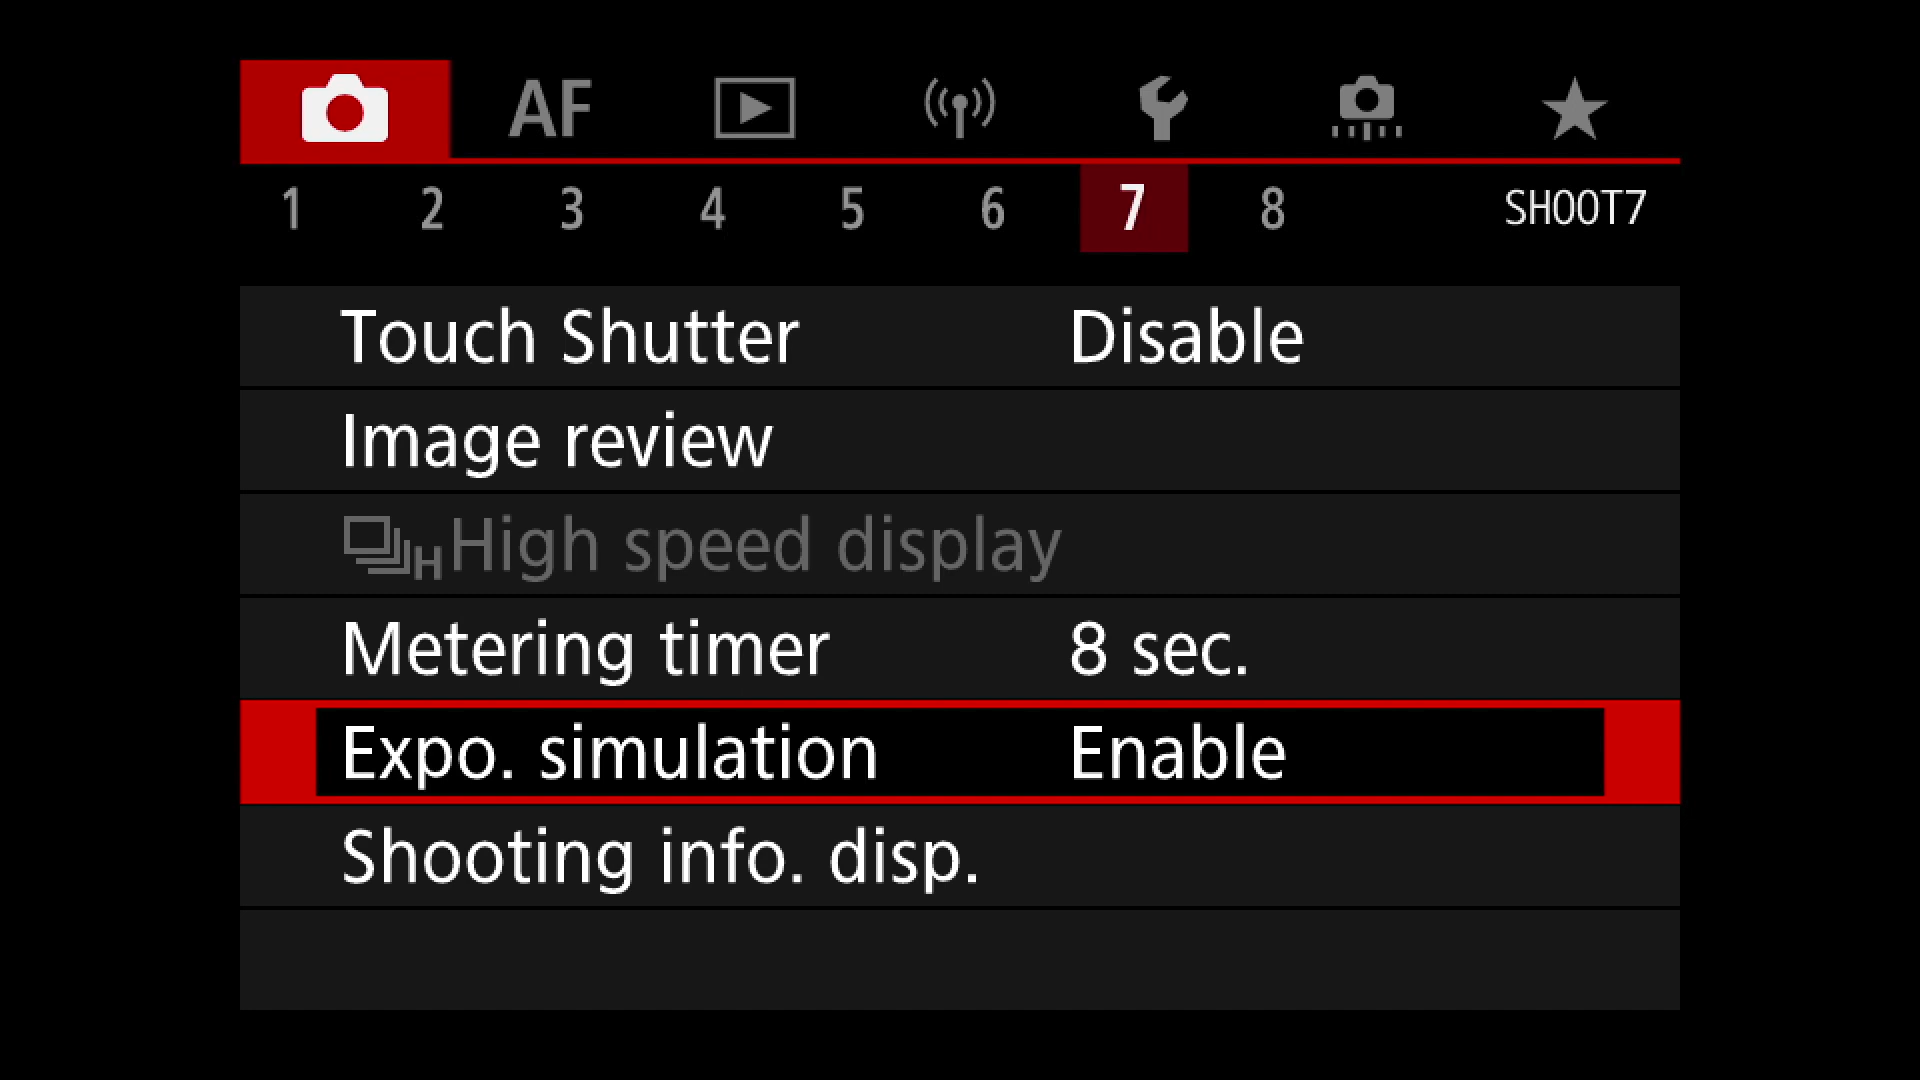 AF
1 2 3 4 5 6 7 8 SHOOT7
Touch Shutter Disable
Image review
H High speed display
Metering timer 8 sec.
Expo. simulation Enable
Shooting info. disp.